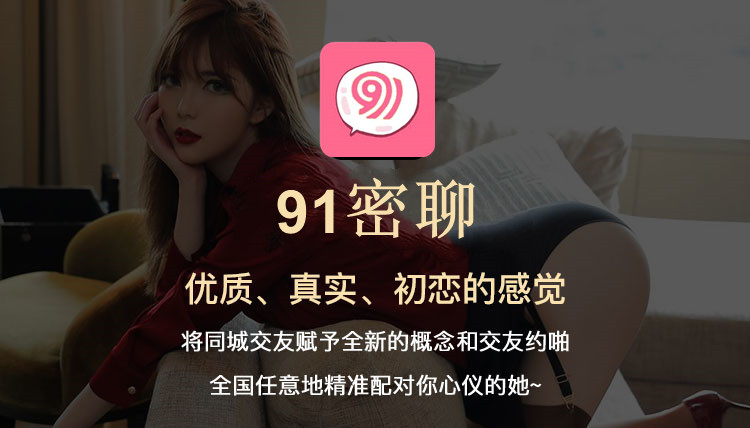 91
91密聊
优质、真实、初恋的感觉
将同城交友赋予全新的概念和交友约啪
全国任意地精准配对你心仪的她~